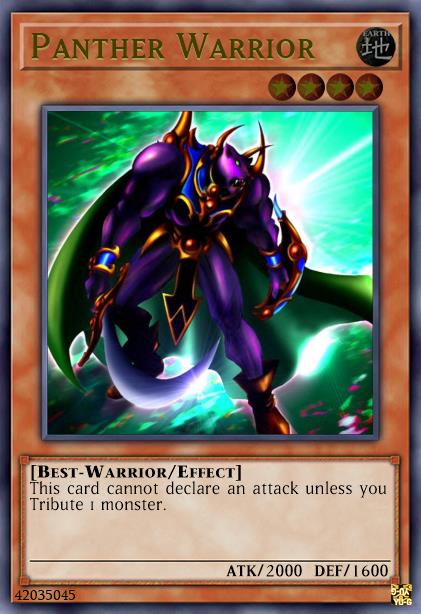 PANTHER WARRIOR
EARTH
地
[BEST-WARRIOR/EFFECT]
This card cannot declare an attack unless you
Tribute 1 monster.
ATK/2000 DEF/1600
42035045